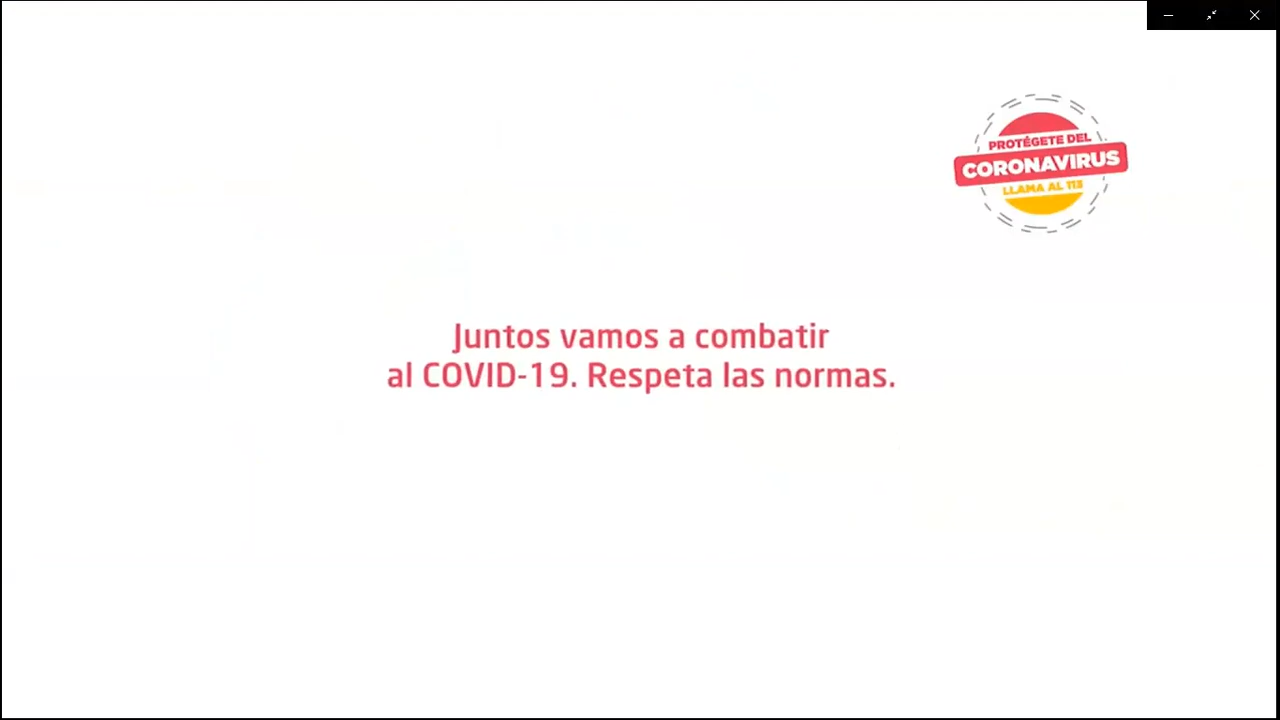 PROTÉGETE DEL
CORONAVIRUS
LLAMA AL 113
Juntos vamos a combatir
al COVID-19. Respeta las normas.